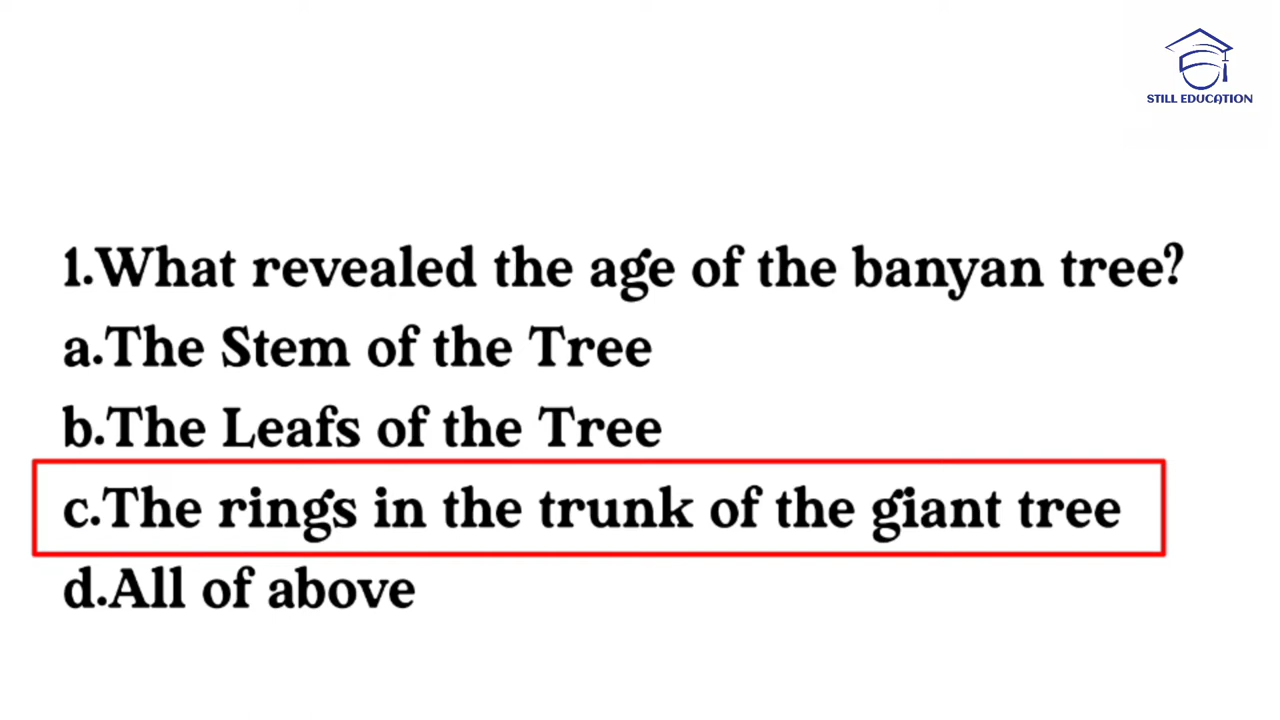 STILL EDUCATION
1.What revealed the age of the banyan tree?
a.The Stem of the Tree
b.The Leafs of the Tree
c.The rings in the trunk of the giant tree
d.All of above